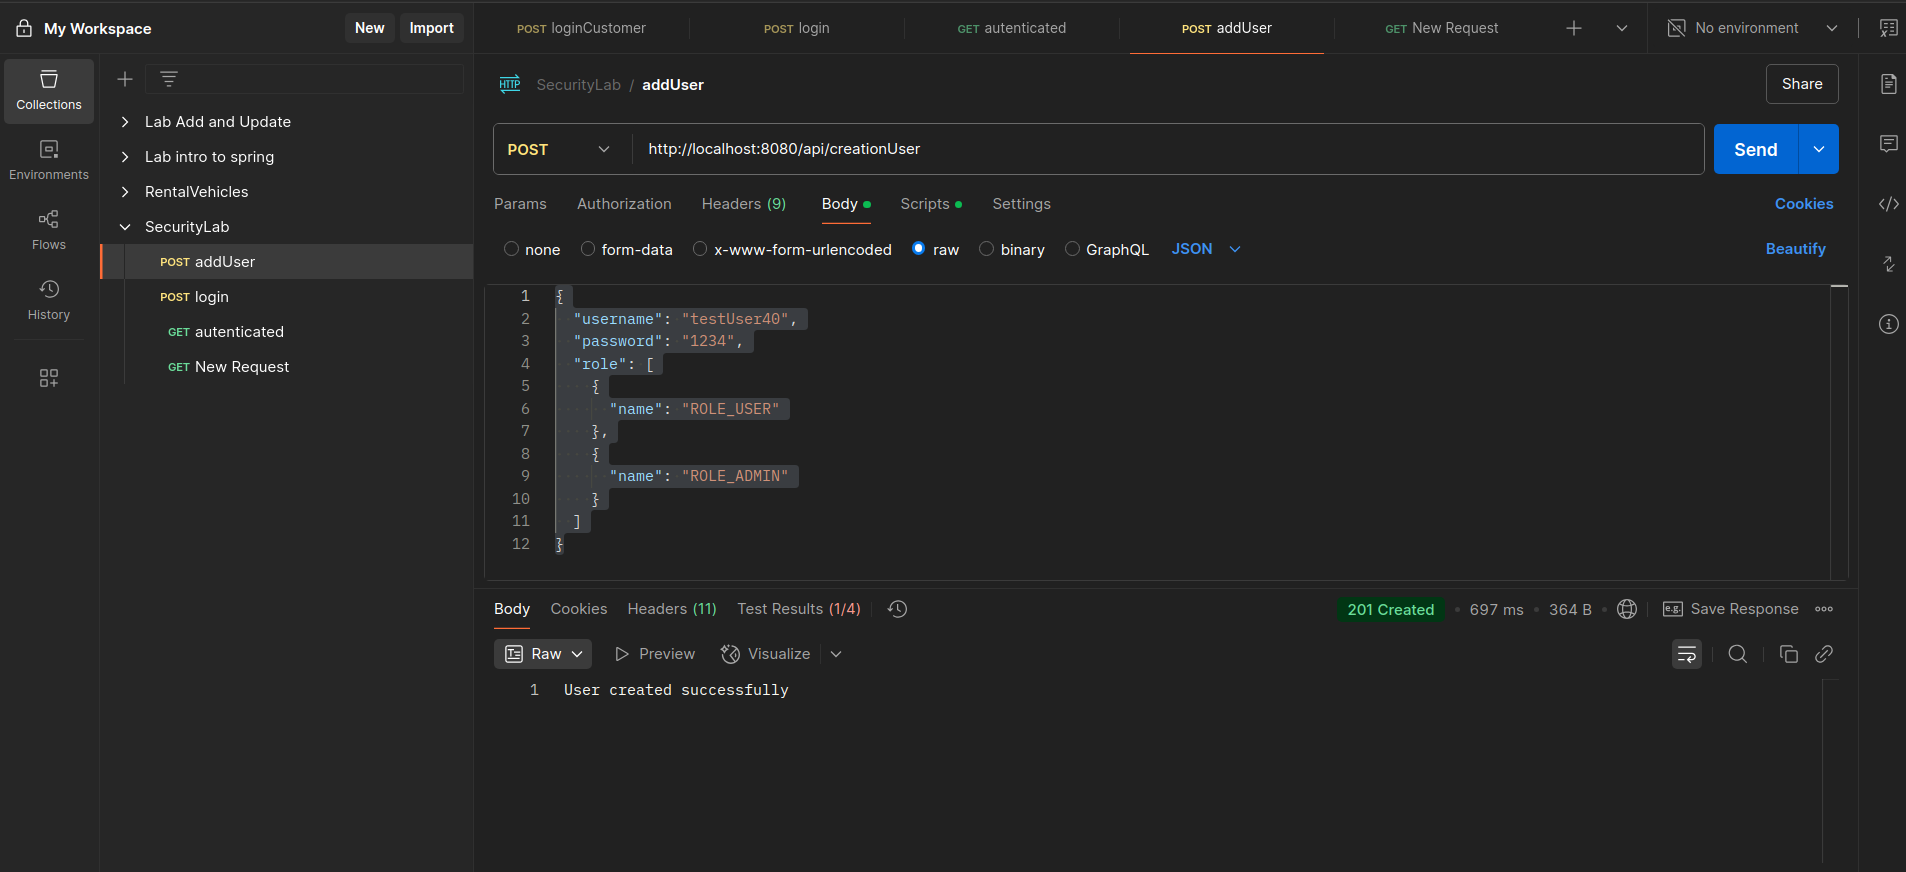 My Workspace
New
Import
POST loginCustomer
POST login
GET autenticated
POST addUser
GET New Request
No environment
Collections
Environments
Flows
History
Lab Add and Update
Lab intro to spring
RentalVehicles
SecurityLab
POST addUser
POST login
GET autenticated
GET New Request
HTTP SecurityLab / addUser
Share
POST http://localhost:8080/api/creationUser
Send
Params Authorization Headers (9) Body Scripts Settings
Cookies
none form-data x-www-form-urlencoded raw binary GraphQL JSON
Beautify
1 {
2 "username": "testUser40",
3 "password": "1234",
4 "role": [
5 {
6 "name": "ROLE_USER"
7 },
8 {
9 "name": "ROLE_ADMIN"
10 }
11 ]
12 }
Body Cookies Headers (11) Test Results (1/4)
201 Created • 697 ms • 364 B •
e.g. Save Response
Raw Preview Visualize
1 User created successfully